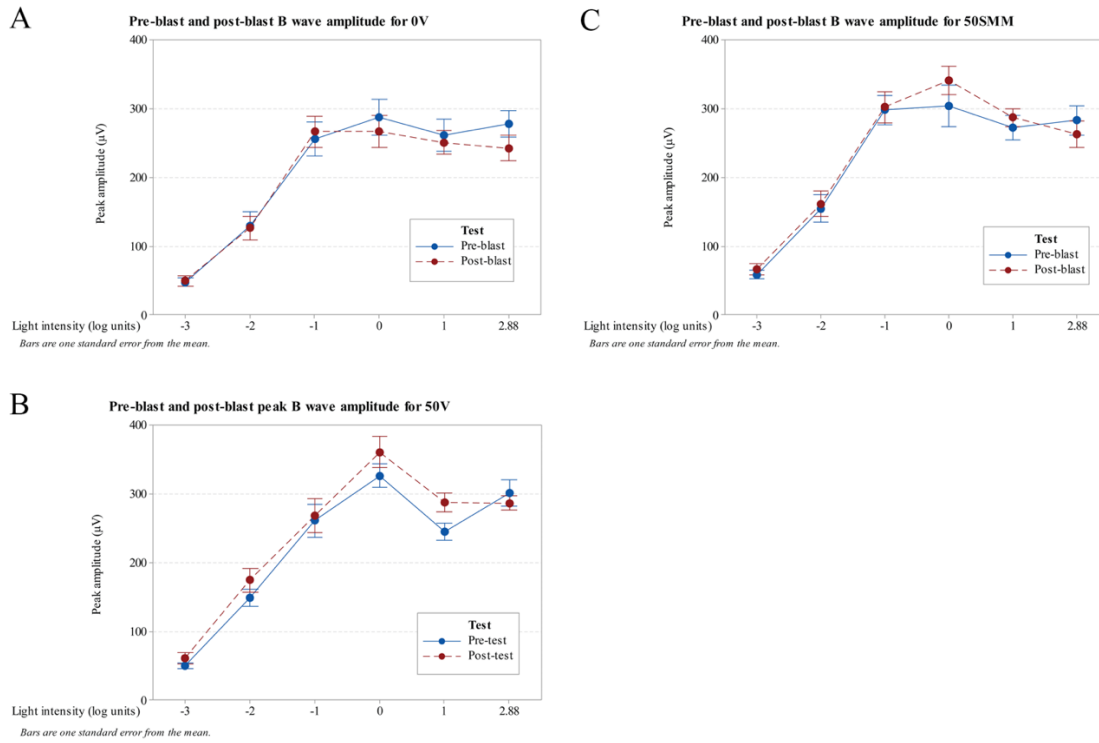 A
Pre-blast and post-blast B wave amplitude for 0V
400
300
200
100
0
Peak amplitude (µV)
Test
Pre-blast
Post-blast
Light intensity (log units)
-3 -2 -1 0 1 2.88
Bars are one standard error from the mean.
C
Pre-blast and post-blast B wave amplitude for 50SMM
400
300
200
100
0
Peak amplitude (µV)
Test
Pre-blast
Post-blast
Light intensity (log units)
-3 -2 -1 0 1 2.88
Bars are one standard error from the mean.
B
Pre-blast and post-blast peak B wave amplitude for 50V
400
300
200
100
0
Peak amplitude (µV)
Test
Pre-test
Post-test
Light intensity (log units)
-3 -2 -1 0 1 2.88
Bars are one standard error from the mean.